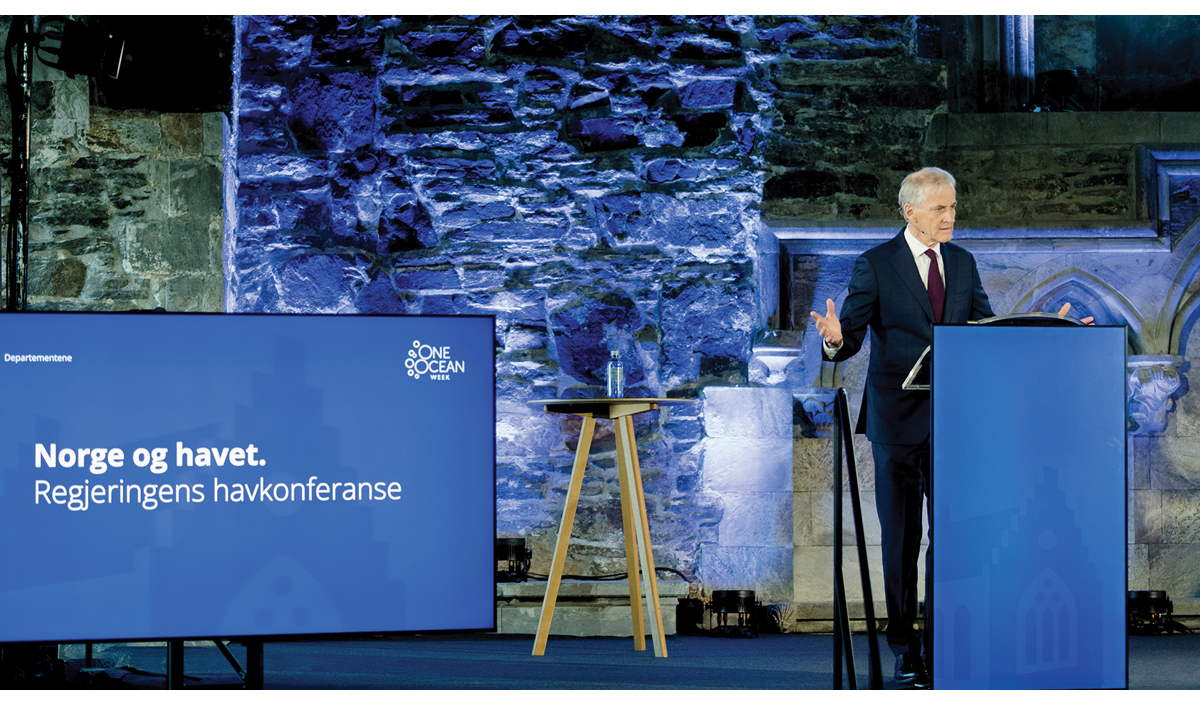 Departementene
ONE
OCEAN
WEEK
Norge og havet.
Regjeringens havkonferanse